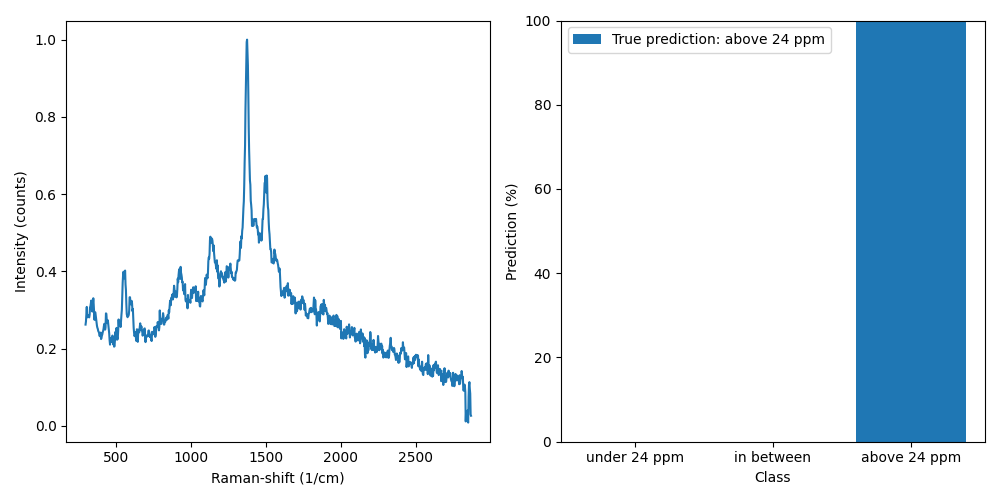 1.0
0.8
0.6
0.4
0.2
0.0
Intensity (counts)
500 1000 1500 2000 2500
Raman-shift (1/cm)
100
80
60
40
20
0
Prediction (%)
True prediction: above 24 ppm
under 24 ppm in between above 24 ppm
Class